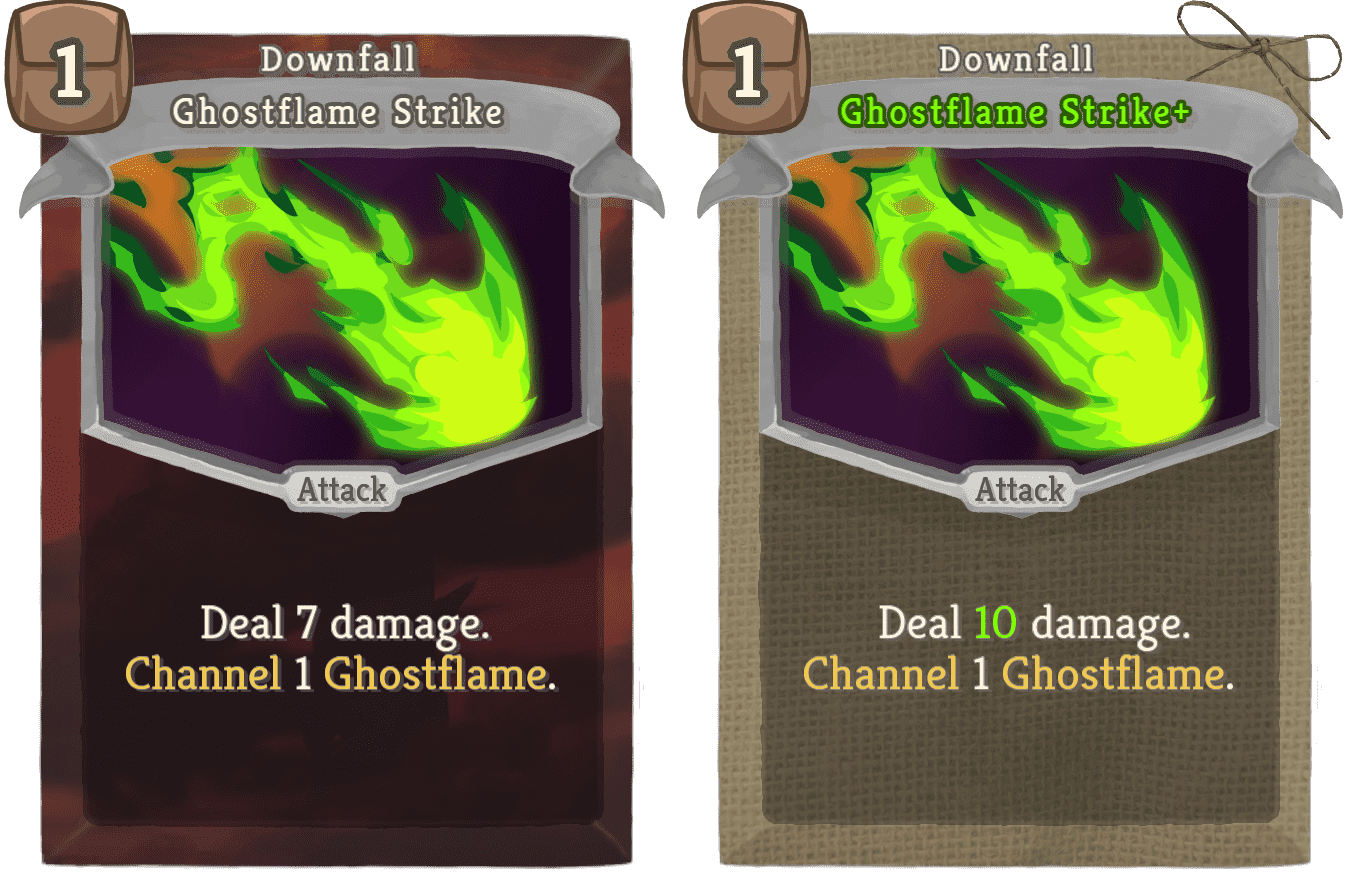 1
Downfall
Ghostflame Strike
Attack
Deal 7 damage.
Channel 1 Ghostflame.
1
Downfall
Ghostflame Strike+
Attack
Deal 10 damage.
Channel 1 Ghostflame.